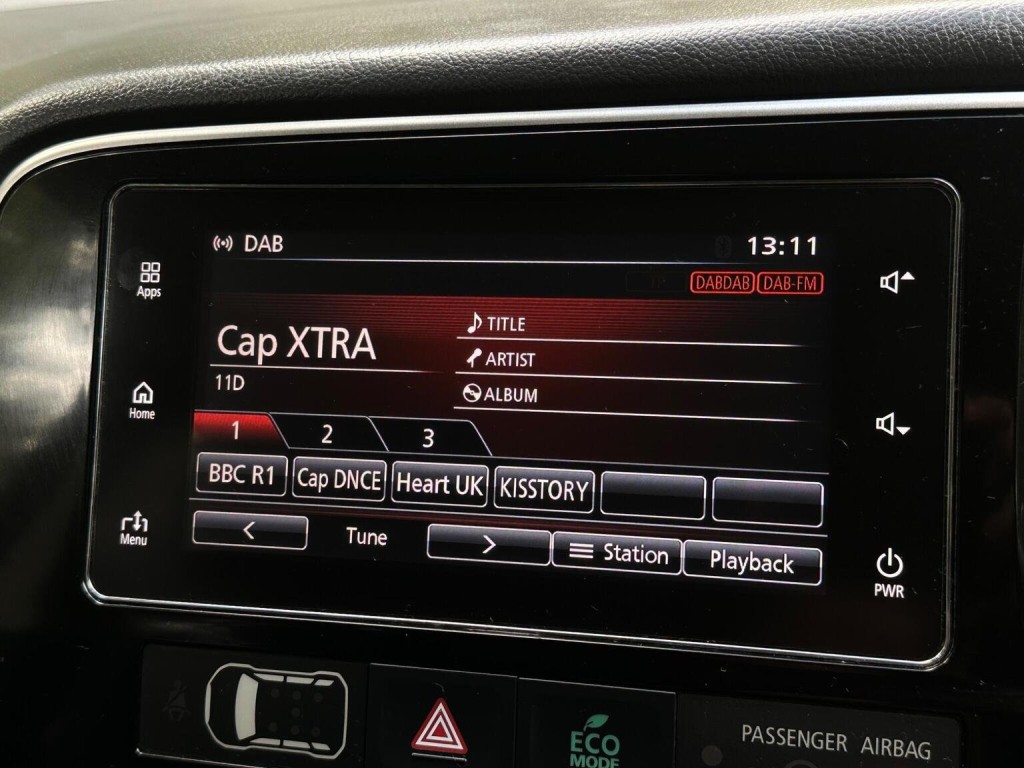 DAB
13:11
Apps
TP DABDAB DAB-FM
TITLE
Cap XTRA
ARTIST
11D
ALBUM
Home
1 2 3
BBC R1 Cap DNCE Heart UK KISSTORY
Menu
< Tune > Station Playback
PWR
ECO
MODE
PASSENGER AIRBAG